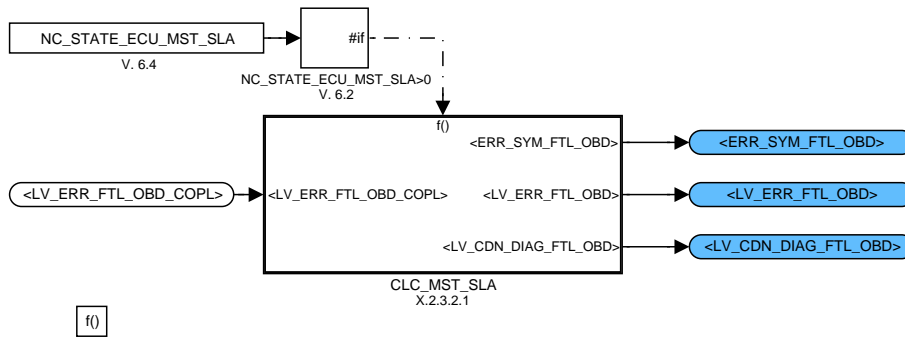 NC_STATE_ECU_MST_SLA
V. 6.4
#if
NC_STATE_ECU_MST_SLA>0
V. 6.2
f()
<ERR_SYM_FTL_OBD>
<ERR_SYM_FTL_OBD>
<LV_ERR_FTL_OBD_COPL>
<LV_ERR_FTL_OBD_COPL>
<LV_ERR_FTL_OBD>
<LV_ERR_FTL_OBD>
<LV_CDN_DIAG_FTL_OBD>
<LV_CDN_DIAG_FTL_OBD>
CLC_MST_SLA
X.2.3.2.1
f()